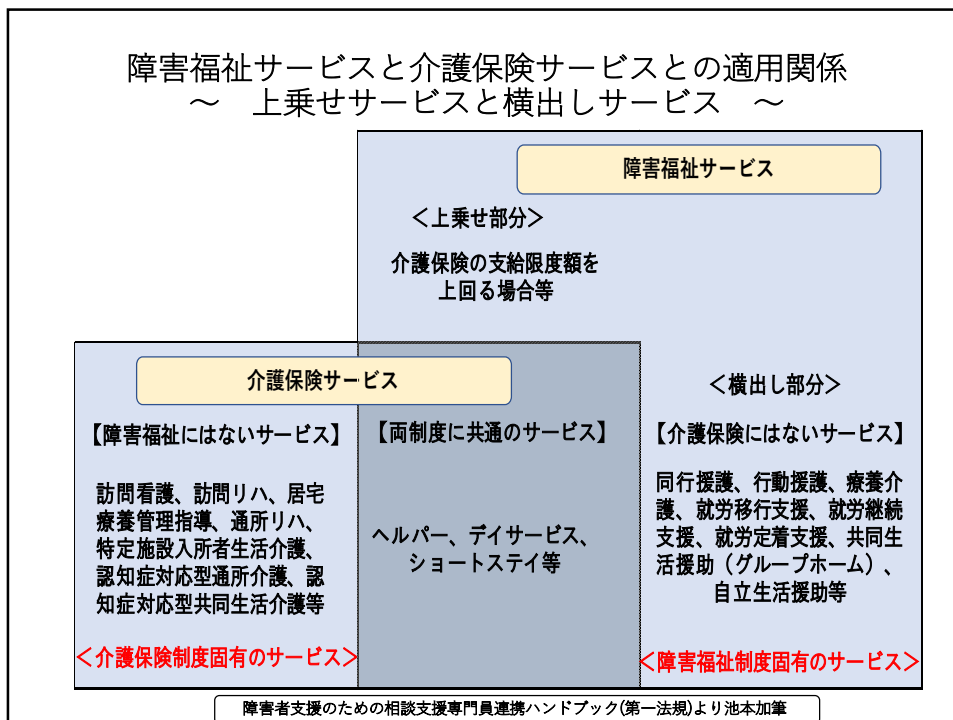 障害福祉サービスと介護保険サービスとの適用関係
～　上乗せサービスと横出しサービス　～
障害福祉サービス
＜上乗せ部分＞
介護保険の支給限度額を
上回る場合等
介護保険サービス
【障害福祉にはないサービス】
訪問看護、訪問リハ、居宅
療養管理指導、通所リハ、
特定施設入所者生活介護、
認知症対応型通所介護、認
知症対応型共同生活介護等
＜介護保険制度固有のサービス＞
【両制度に共通のサービス】
ヘルパー、デイサービス、
ショートステイ等
＜横出し部分＞
【介護保険にはないサービス】
同行援護、行動援護、療養介
護、就労移行支援、就労継続
支援、就労定着支援、共同生
活援助（グループホーム）、
自立生活援助等
＜障害福祉制度固有のサービス＞
障害者支援のための相談支援専門員連携ハンドブック(第一法規)より池本加筆